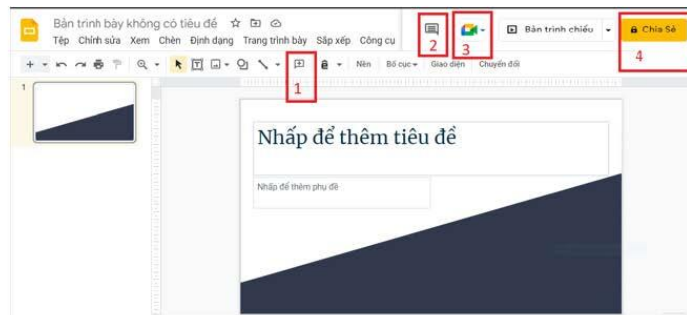 Bản trình bày không có tiêu đề
Tệp Chỉnh sửa Xem Chèn Định dạng Trang trình bày Sắp xếp Công cụ
2
3
Bản trình chiếu
Chia Sẻ
4
Nền Bố cục Giao diện Chuyển đổi
1
1
Nhấp để thêm tiêu đề
Nhấp để thêm phụ đề